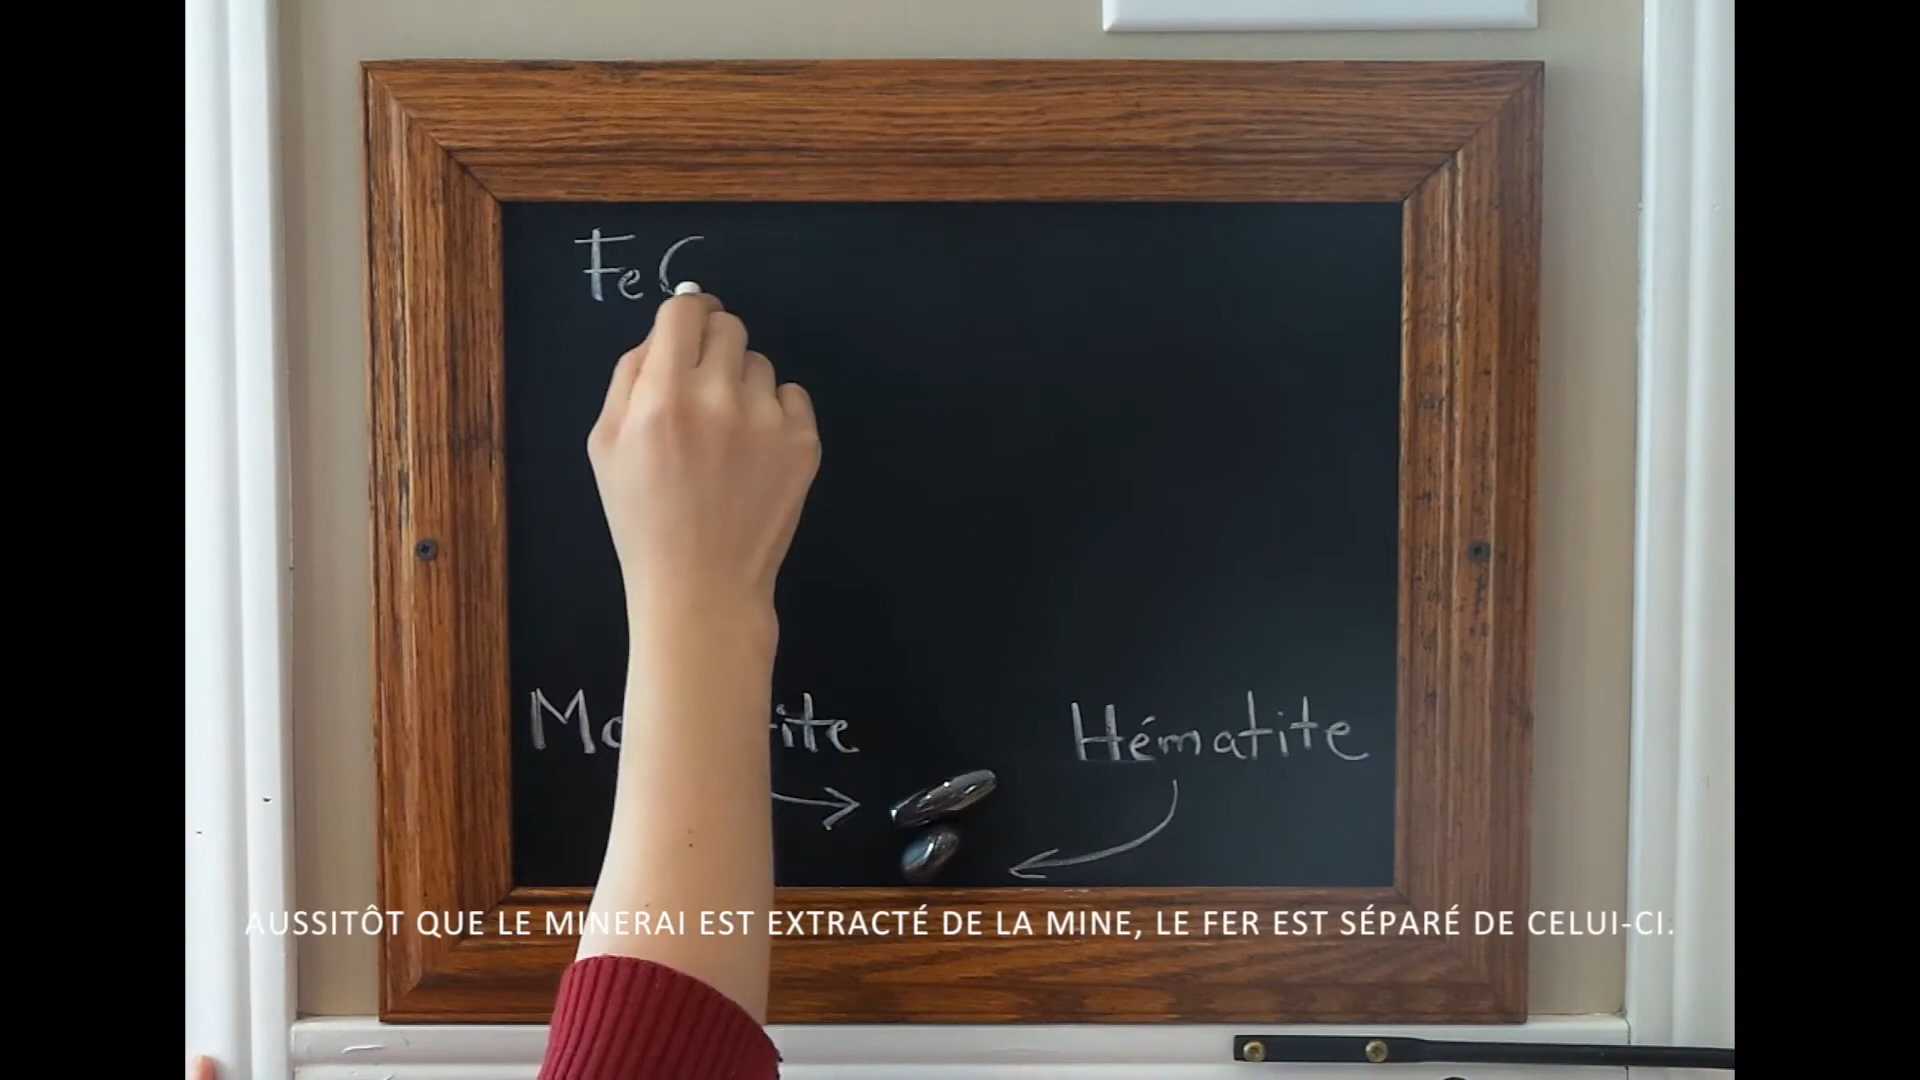 Fe
Hématite
AUSSITÔT QUE LE MINERAI EST EXTRACTÉ DE LA MINE, LE FER EST SÉPARÉ DE CELUI-CI.